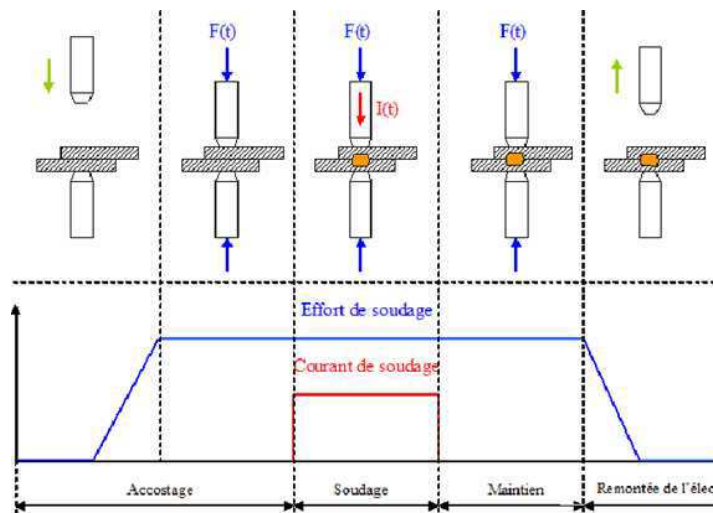 F(t)
F(t)
F(t)
I(t)
Effort de soudage
Courant de soudage
Accostage
Soudage
Maintien
Remontée de l'élec